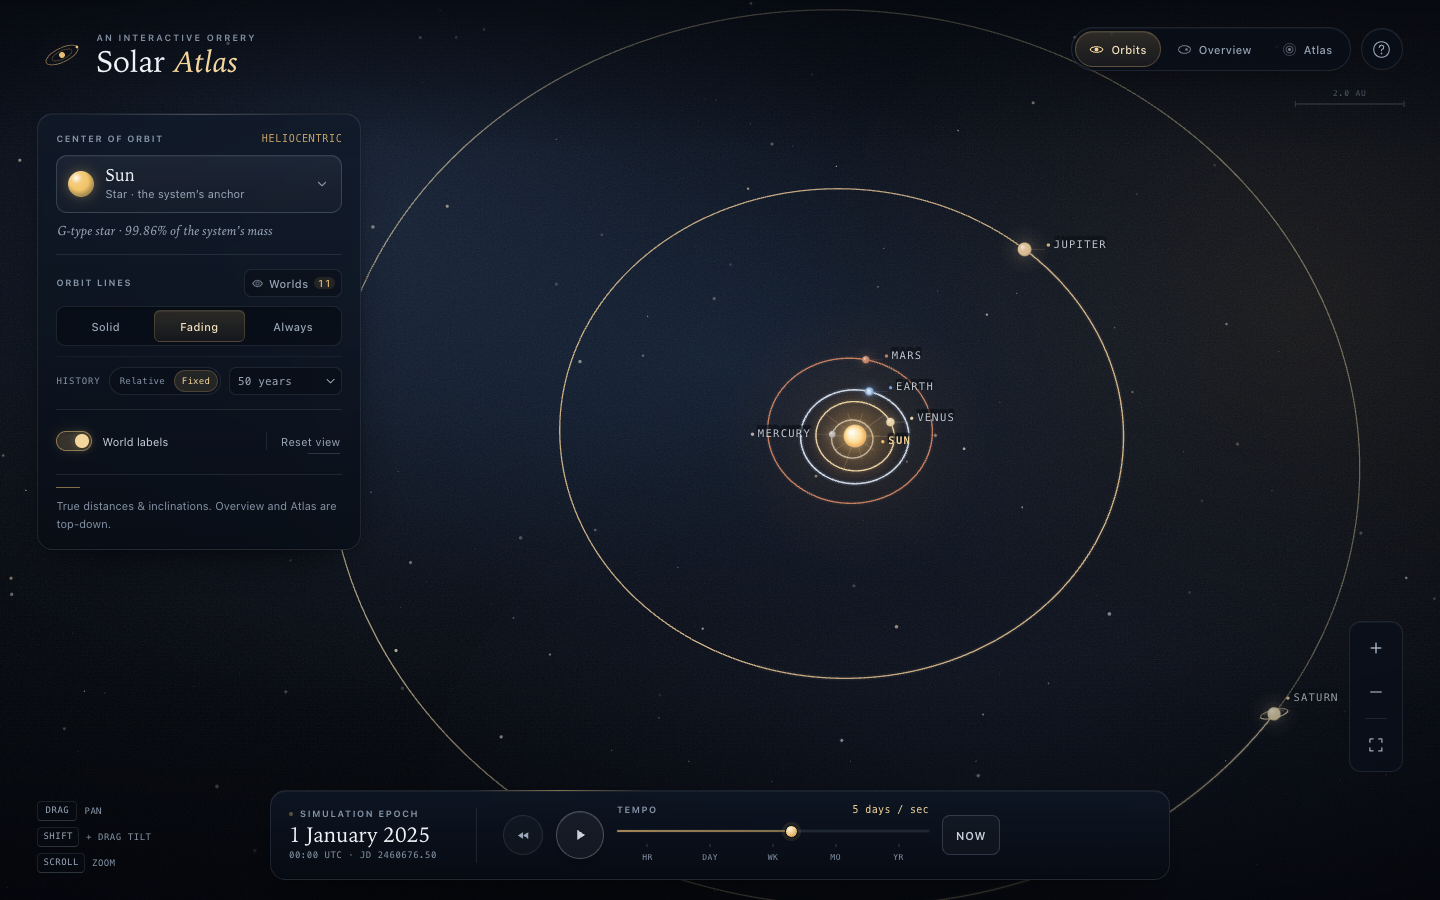 AN INTERACTIVE ORRERY
Solar Atlas
Orbits
Overview
Atlas
?
2.0 AU
CENTER OF ORBIT
HELIOCENTRIC
Sun
Star · the system's anchor
G-type star · 99.86% of the system's mass
ORBIT LINES
Worlds 11
Solid
Fading
Always
HISTORY
Relative
Fixed
50 years
World labels
Reset view
True distances & inclinations. Overview and Atlas are
top-down.
JUPITER
MARS
EARTH
VENUS
MERCURY
SUN
SATURN
+
−
DRAG PAN
SHIFT + DRAG TILT
SCROLL ZOOM
SIMULATION EPOCH
1 January 2025
00:00 UTC · JD 2460676.50
TEMPO
5 days / sec
HR
DAY
WK
MO
YR
NOW